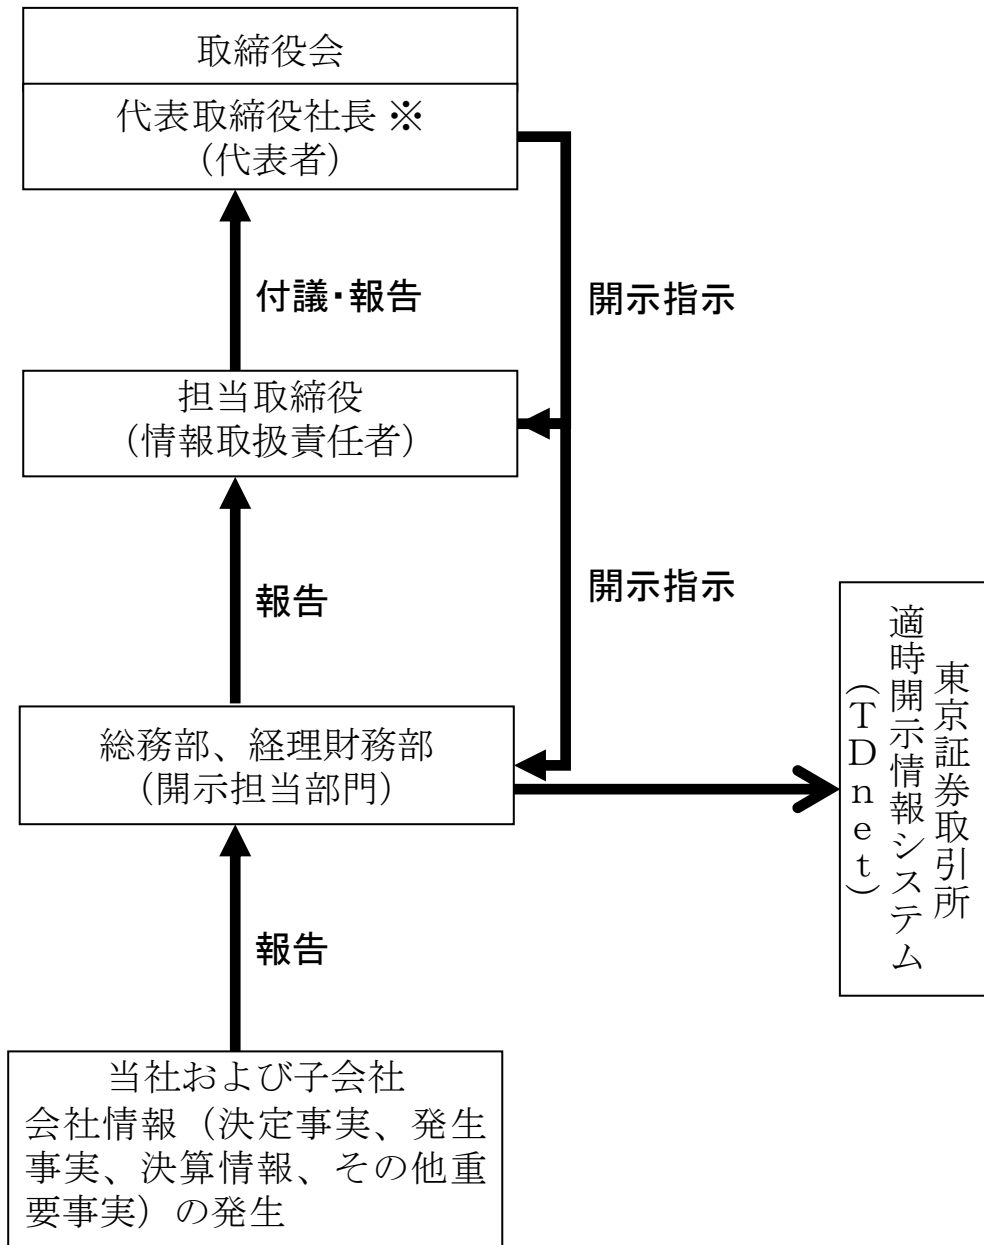 取締役会
代表取締役社長 ※
（代表者）
付議・報告
開示指示
担当取締役
（情報取扱責任者）
報告
開示指示
総務部、経理財務部
（開示担当部門）
東京証券取引所
適時開示情報システム
（ＴＤｎｅｔ）
報告
当社および子会社
会社情報（決定事実、発生
事実、決算情報、その他重
要事実）の発生